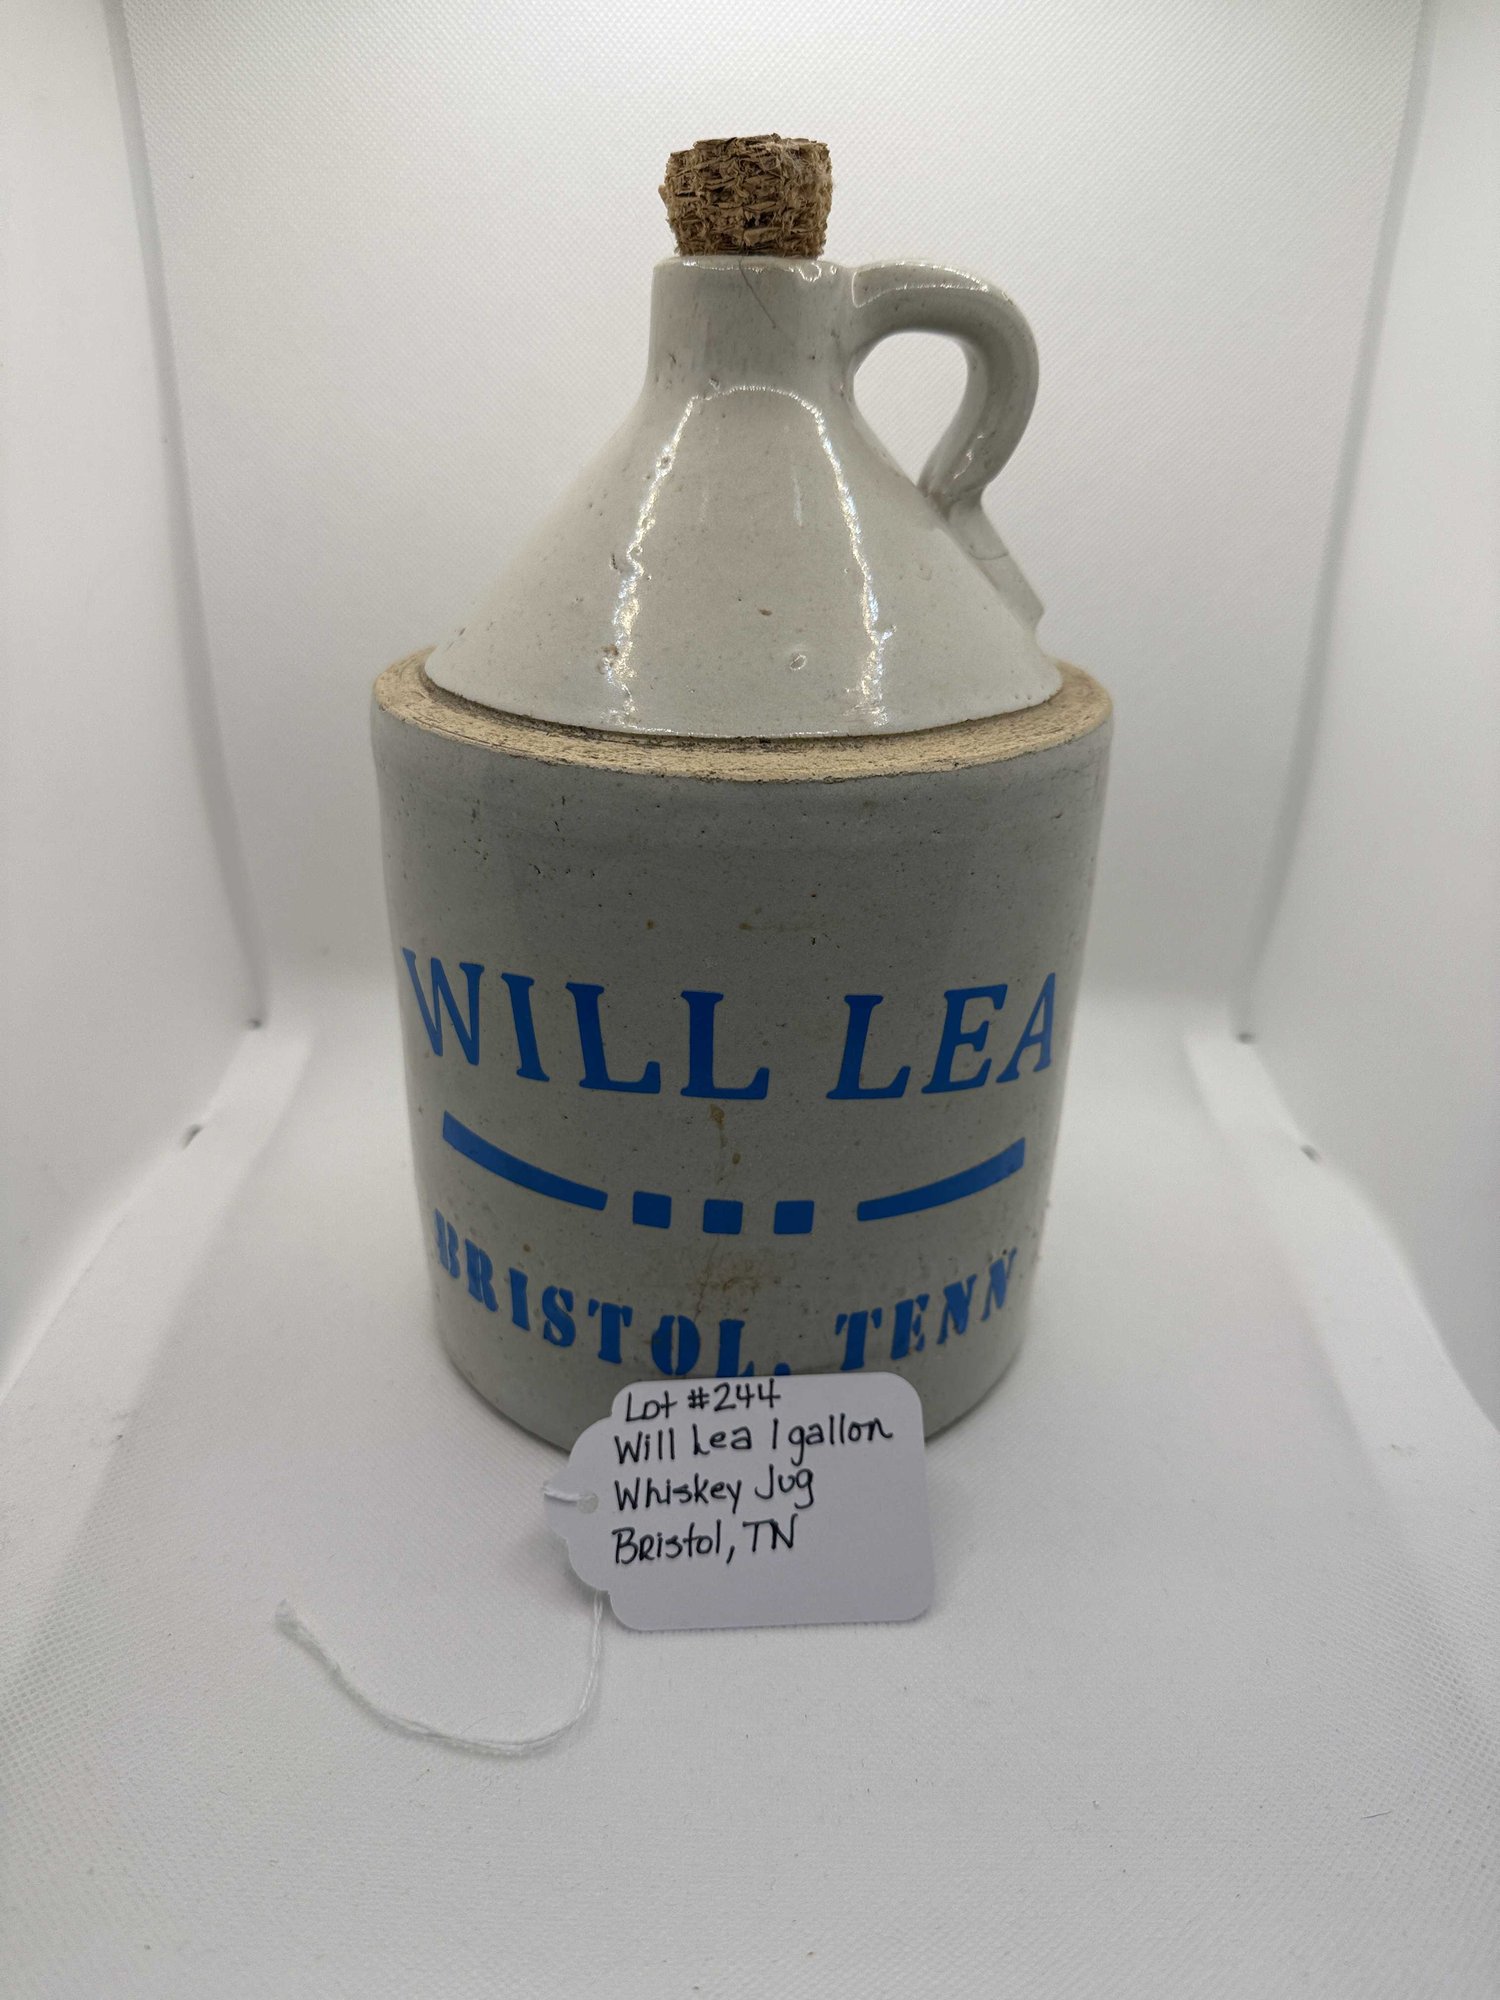 WILL LEA
BRISTOL, TENN
Lot #244
Will Lea 1 gallon
Whiskey Jug
Bristol, TN